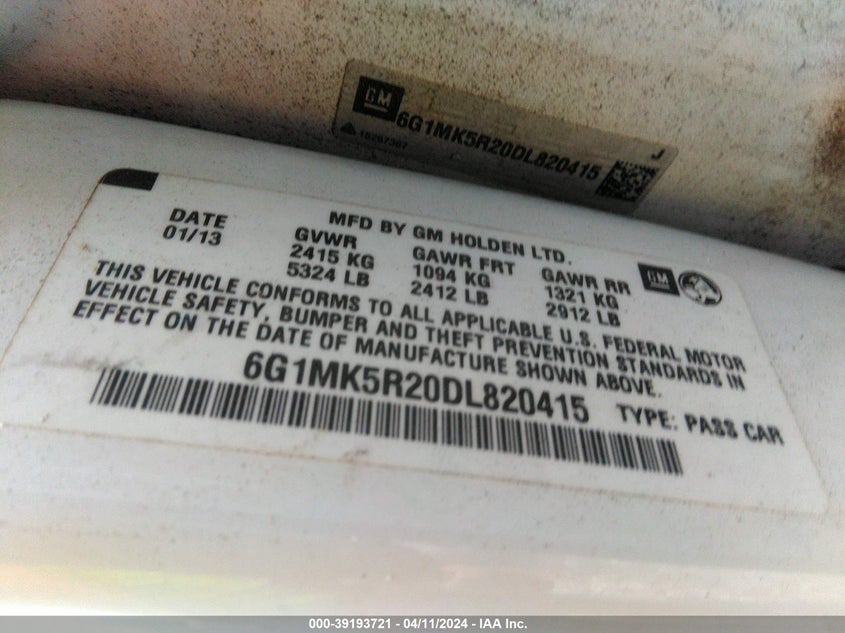 GM
6G1MK5R20DL820415
16267367
J
DATE
01/13
MFD BY GM HOLDEN LTD.
GVWR
2415 KG
5324 LB
GAWR FRT
1094 KG
2412 LB
GAWR RR
1321 KG
2912 LB
GM
THIS VEHICLE CONFORMS TO ALL APPLICABLE U.S. FEDERAL MOTOR
VEHICLE SAFETY, BUMPER AND THEFT PREVENTION STANDARDS IN
EFFECT ON THE DATE OF MANUFACTURE SHOWN ABOVE.
6G1MK5R20DL820415
TYPE: PASS CAR
000-39193721 - 04/11/2024 - IAA Inc.